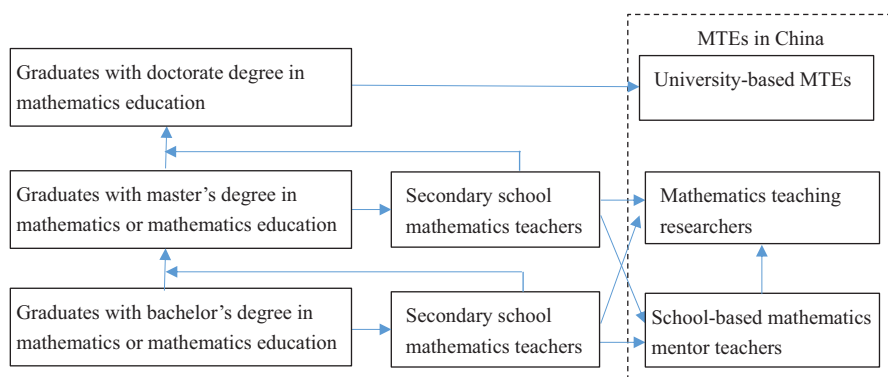 MTEs in China
Graduates with doctorate degree in
mathematics education
University-based MTEs
Graduates with master’s degree in
mathematics or mathematics education
Secondary school
mathematics teachers
Mathematics teaching
researchers
Graduates with bachelor’s degree in
mathematics or mathematics education
Secondary school
mathematics teachers
School-based mathematics
mentor teachers